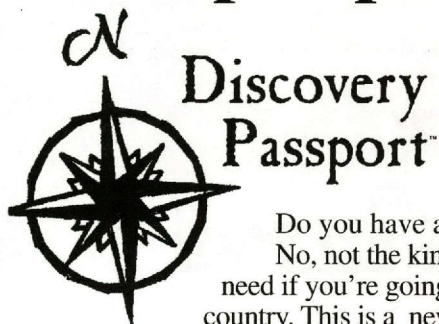 N
Discovery
Passport™
Do you have a
No, not the kin
need if you're going
country. This is a new